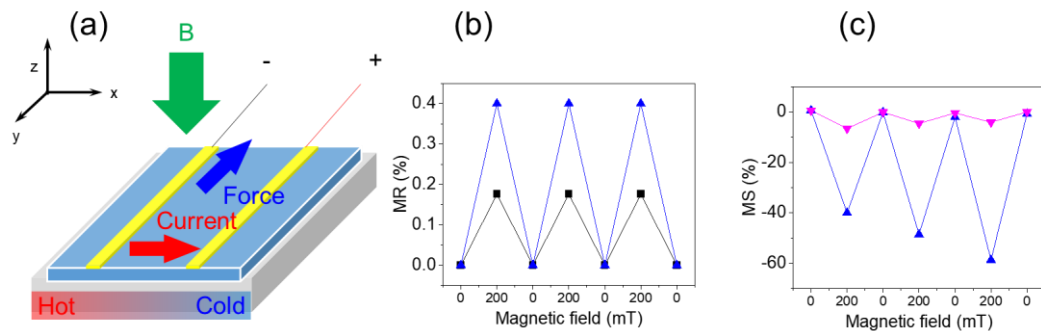 (a)
B
-
+
z
x
y
Force
Current
Hot
Cold
(b)
MR (%)
0.4
0.3
0.2
0.1
0.0
0 200 0 200 0 200 0
Magnetic field (mT)
(c)
MS (%)
0
-20
-40
-60
0 200 0 200 0 200 0
Magnetic field (mT)